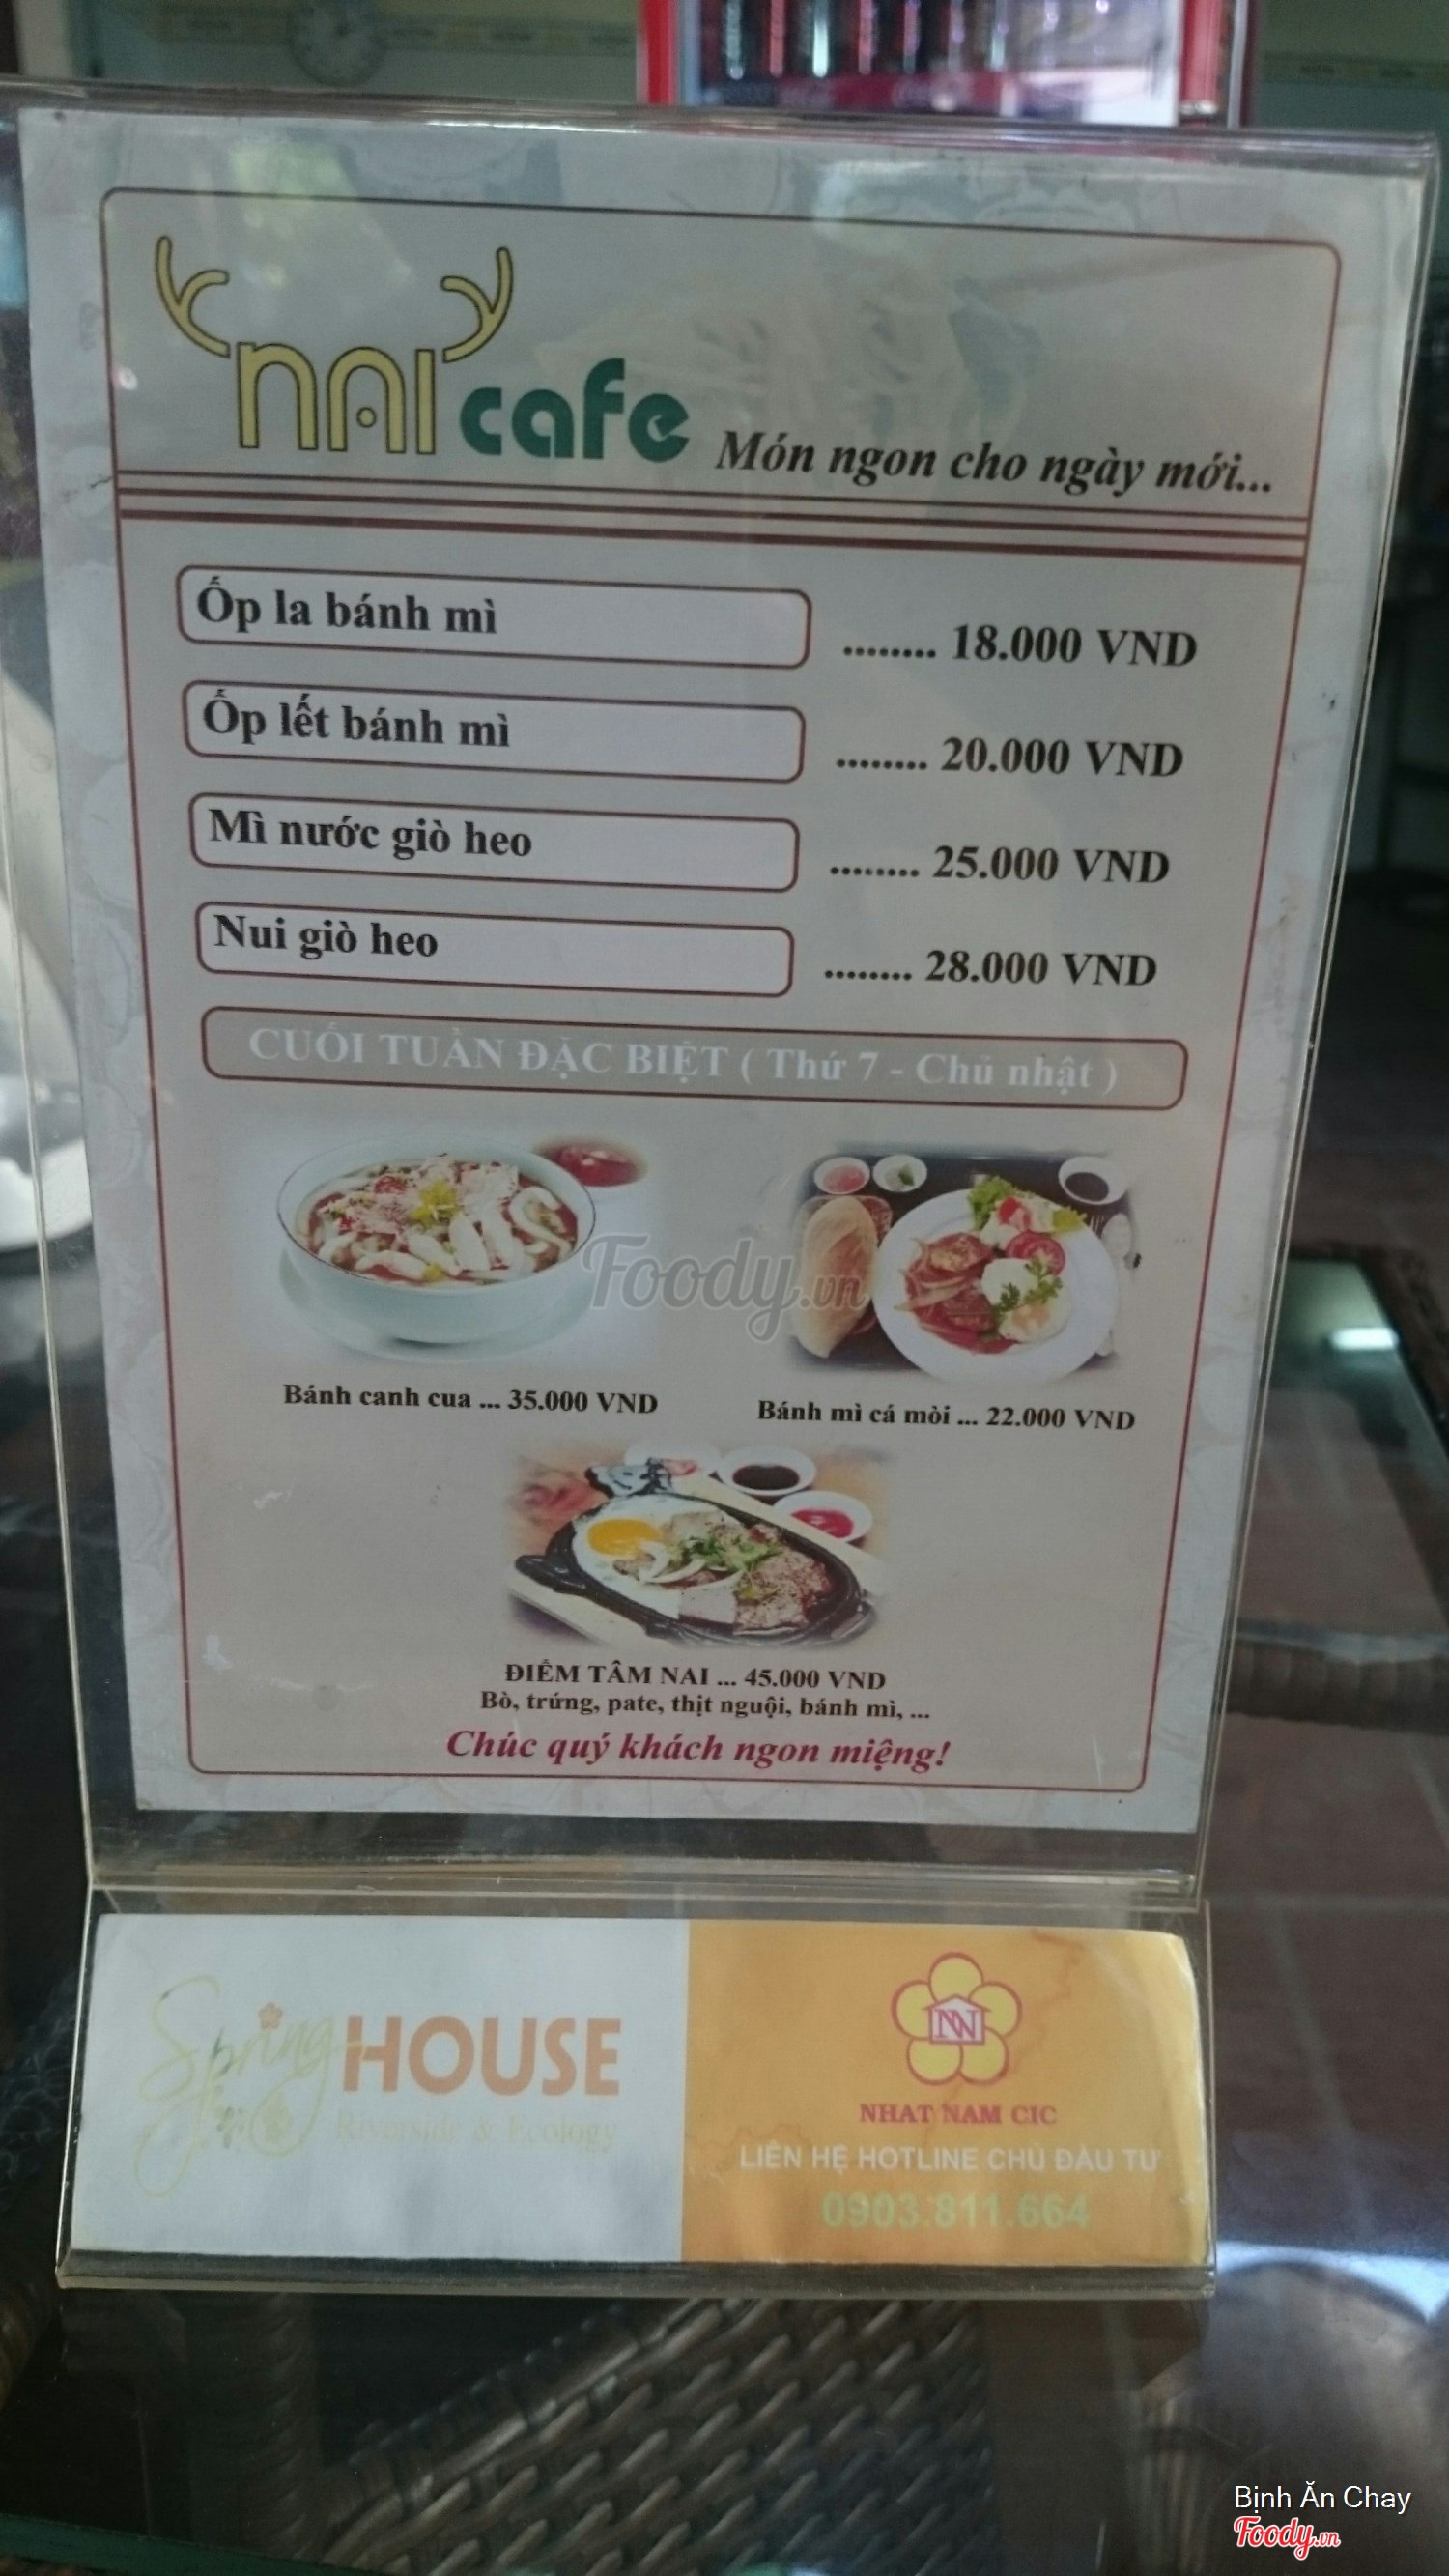 NAI cafe Món ngon cho ngày mới...
Ốp la bánh mì ........ 18.000 VND
Ốp lết bánh mì ........ 20.000 VND
Mì nước giò heo ........ 25.000 VND
Nui giò heo ........ 28.000 VND
CUỐI TUẦN ĐẶC BIỆT ( Thứ 7 - Chủ nhật )
Foody.vn
Bánh canh cua ... 35.000 VND
Bánh mì cá mòi ... 22.000 VND
ĐIỂM TÂM NAI ... 45.000 VND
Bò, trứng, pate, thịt nguội, bánh mì, ...
Chúc quý khách ngon miệng!
Spring HOUSE
Riverside & Ecology
NN
NHAT NAM CIC
LIÊN HỆ HOTLINE CHỦ ĐẦU TƯ
0903.811.664
Bịnh Ăn Chay
Foody.vn